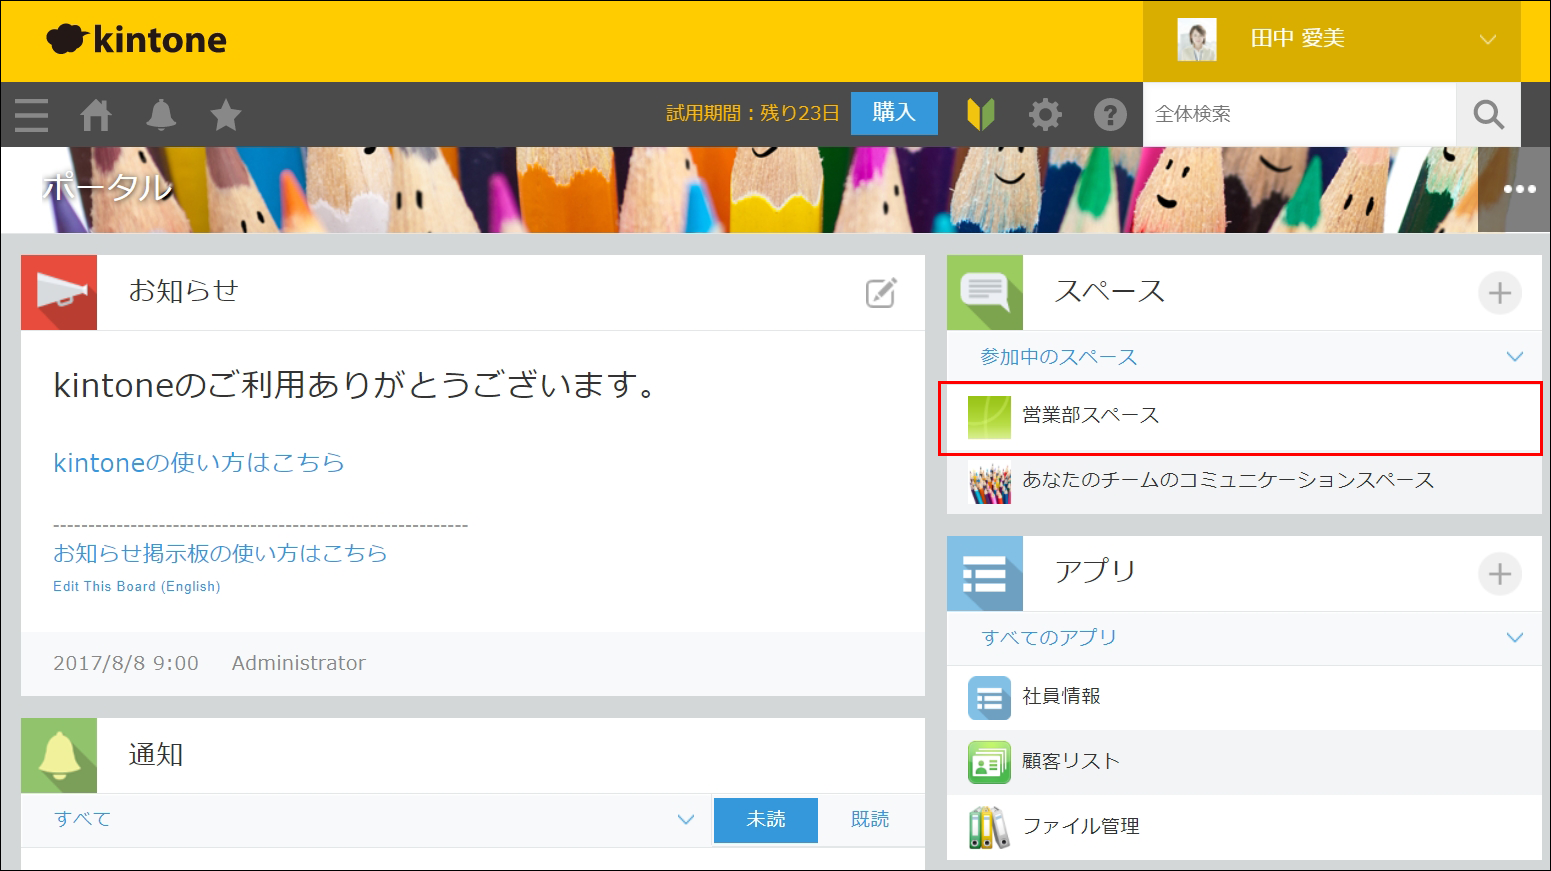 kintone
田中 愛美
試用期間：残り23日
購入
全体検索
ポータル
お知らせ
kintoneのご利用ありがとうございます。
kintoneの使い方はこちら
-----------------------------------------------------------
お知らせ掲示板の使い方はこちら
Edit This Board (English)
2017/8/8 9:00 Administrator
通知
すべて
未読
既読
スペース
参加中のスペース
営業部スペース
あなたのチームのコミュニケーションスペース
アプリ
すべてのアプリ
社員情報
顧客リスト
ファイル管理